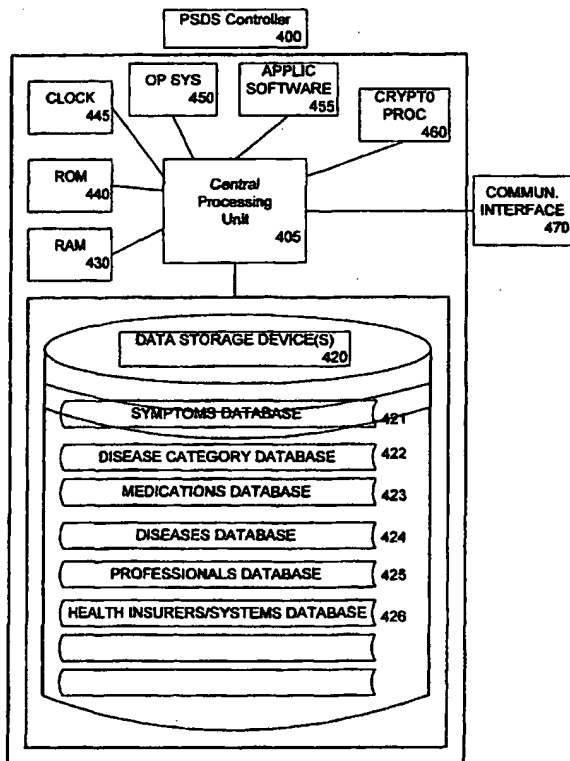 PSDS Controller
400
CLOCK
445
OP SYS
450
APPLIC
SOFTWARE
455
CRYPT0
PROC
460
ROM
440
Central
Processing
Unit
405
COMMUN.
INTERFACE
470
RAM
430
DATA STORAGE DEVICE(S)
420
SYMPTOMS DATABASE 421
DISEASE CATEGORY DATABASE 422
MEDICATIONS DATABASE 423
DISEASES DATABASE 424
PROFESSIONALS DATABASE 425
HEALTH INSURERS/SYSTEMS DATABASE 426